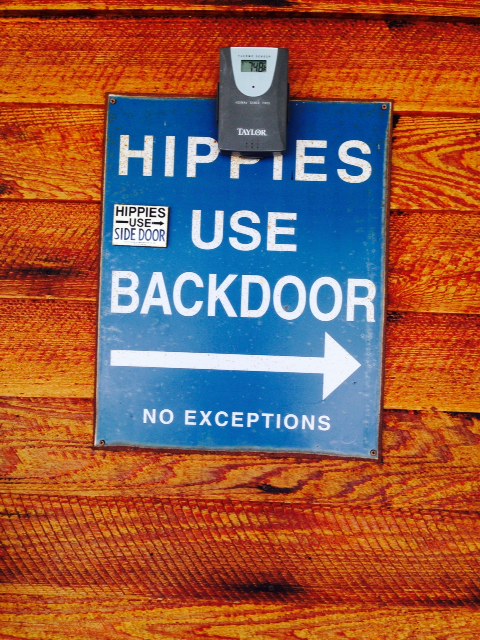 TAYLOR
HIPPIES
HIPPIES
USE
SIDE DOOR
USE
BACKDOOR
NO EXCEPTIONS